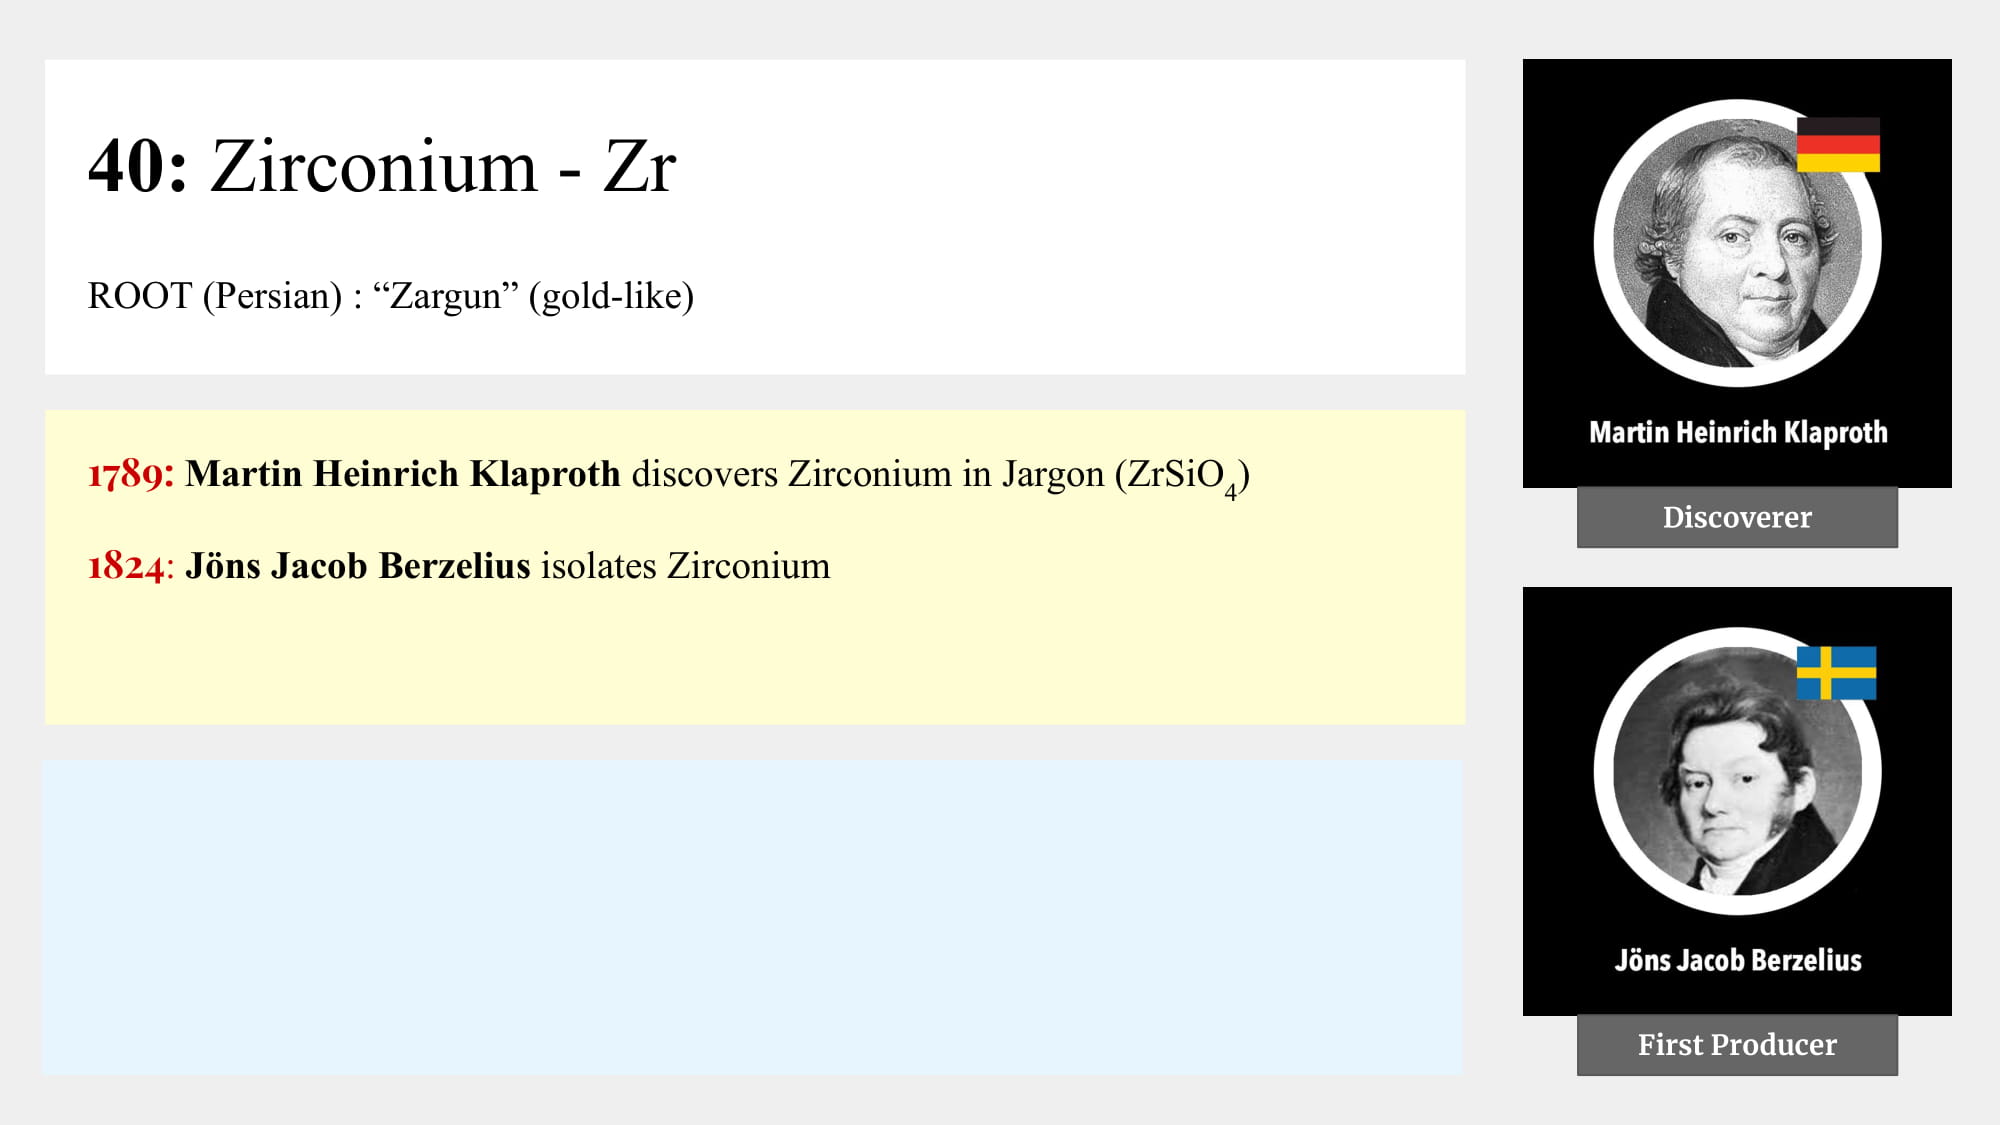 40: Zirconium - Zr
ROOT (Persian) : “Zargun” (gold-like)
1789: Martin Heinrich Klaproth discovers Zirconium in Jargon (ZrSiO4)
1824: Jöns Jacob Berzelius isolates Zirconium
Martin Heinrich Klaproth
Discoverer
Jöns Jacob Berzelius
First Producer